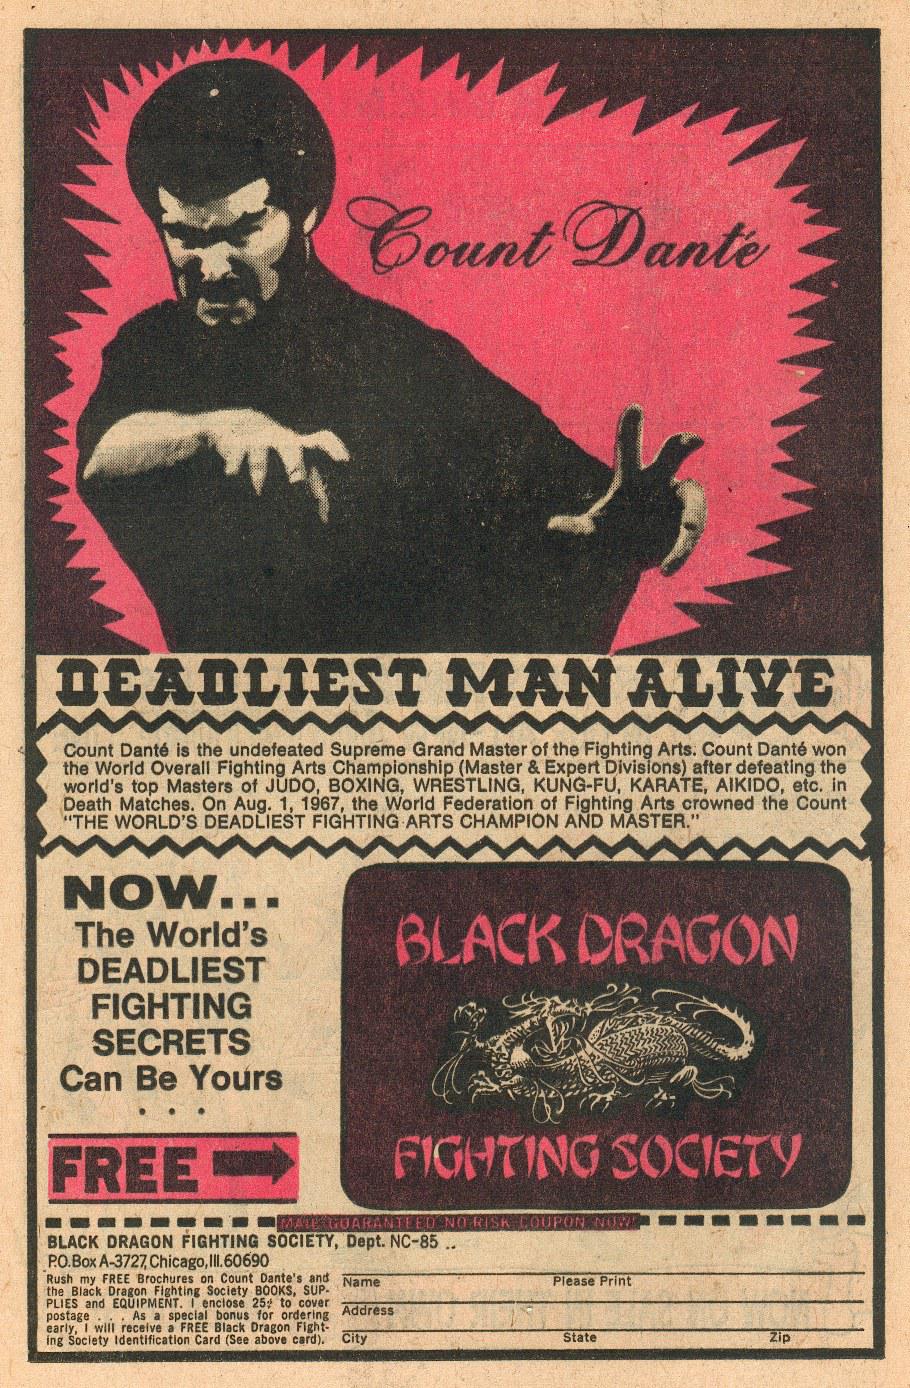 Count Danté
DEADLIEST MAN ALIVE
Count Danté is the undefeated Supreme Grand Master of the Fighting Arts. Count Danté won
the World Overall Fighting Arts Championship (Master & Expert Divisions) after defeating the
world's top Masters of JUDO, BOXING, WRESTLING, KUNG-FU, KARATE, AIKIDO, etc. in
Death Matches. On Aug. 1, 1967, the World Federation of Fighting Arts crowned the Count
"THE WORLD'S DEADLIEST FIGHTING ARTS CHAMPION AND MASTER."
NOW...
The World's
DEADLIEST
FIGHTING
SECRETS
Can Be Yours
. . .
FREE
BLACK DRAGON
FIGHTING SOCIETY
MAIL GUARANTEED NO-RISK COUPON NOW!
BLACK DRAGON FIGHTING SOCIETY, Dept. NC-85 ..
P.O. Box A-3727, Chicago, Ill. 60690
Rush my FREE Brochures on Count Dante's and
the Black Dragon Fighting Society BOOKS, SUP-
PLIES and EQUIPMENT. I enclose 25¢ to cover
postage . . . As a special bonus for ordering
early, I will receive a FREE Black Dragon Fight-
ing Society Identification Card (See above card).
Name Please Print
Address
City State Zip